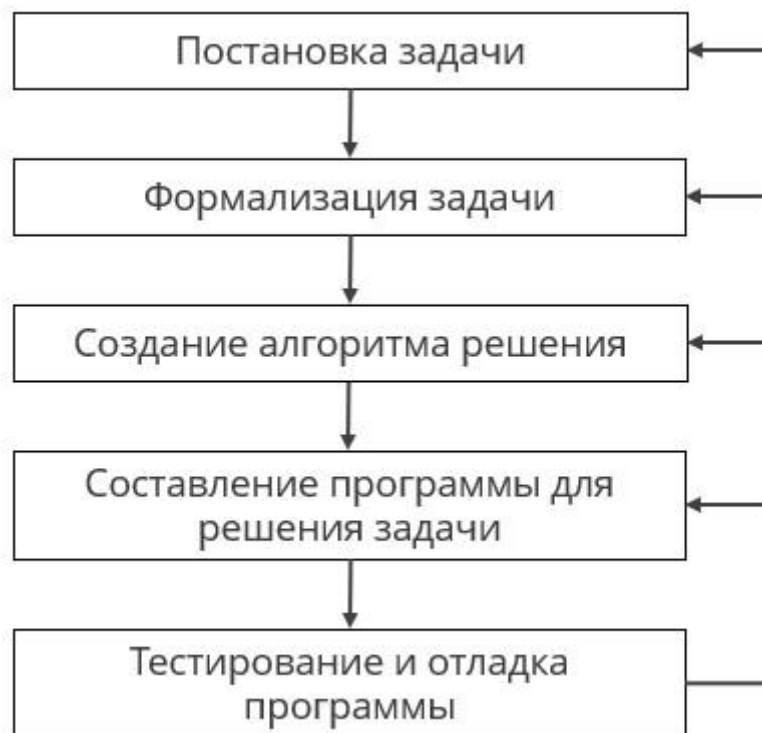 Постановка задачи
Формализация задачи
Создание алгоритма решения
Составление программы для
решения задачи
Тестирование и отладка
программы